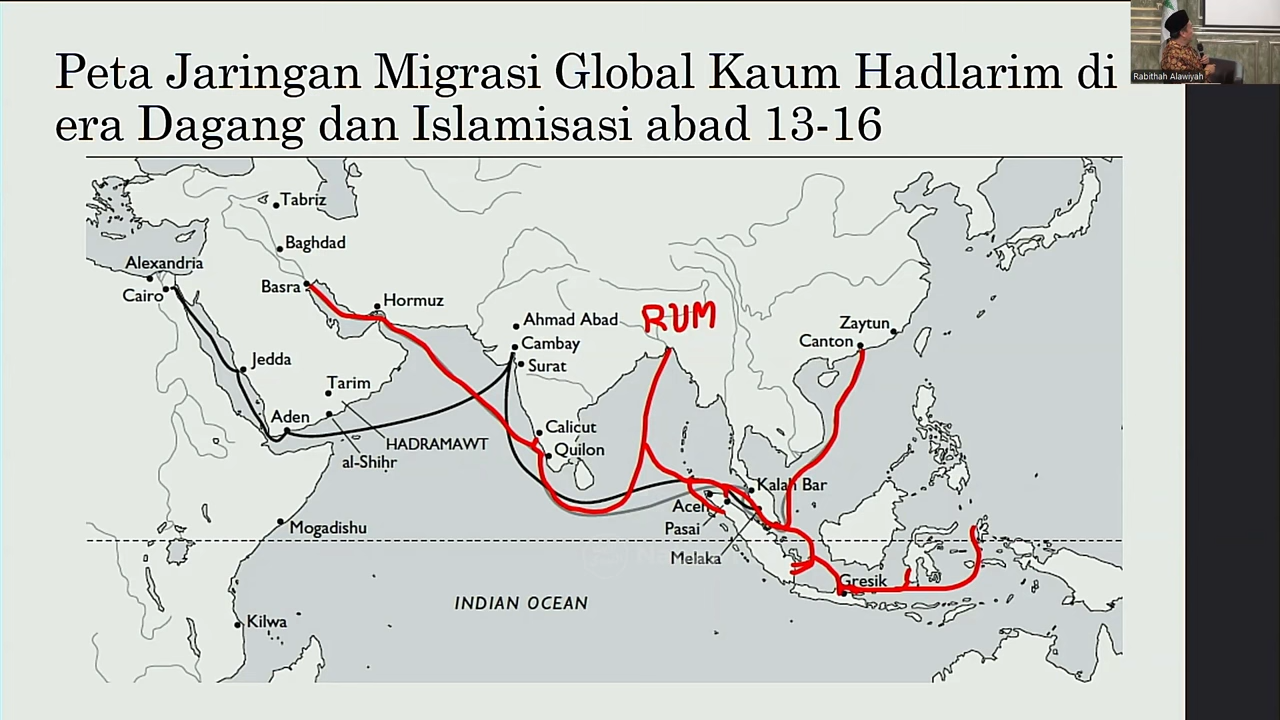 Peta Jaringan Migrasi Global Kaum Hadlarim di
era Dagang dan Islamisasi abad 13-16
Rabithah Alawiyah
Tabriz
Baghdad
Alexandria
Cairo
Basra
Hormuz
RUM
Ahmad Abad
Cambay
Surat
Zaytun
Canton
Jedda
Tarim
Aden
HADRAMAWT
al-Shihr
Calicut
Quilon
Kalah Bar
Aceh
Pasai
Melaka
Mogadishu
Gresik
INDIAN OCEAN
Kilwa